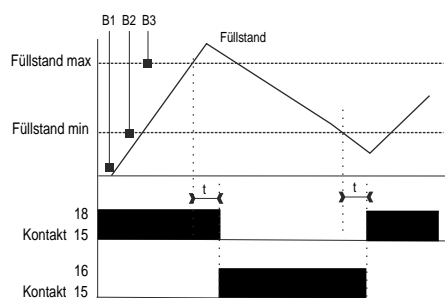 B1 B2 B3
Füllstand
Füllstand max
Füllstand min
t t
18
Kontakt 15
16
Kontakt 15